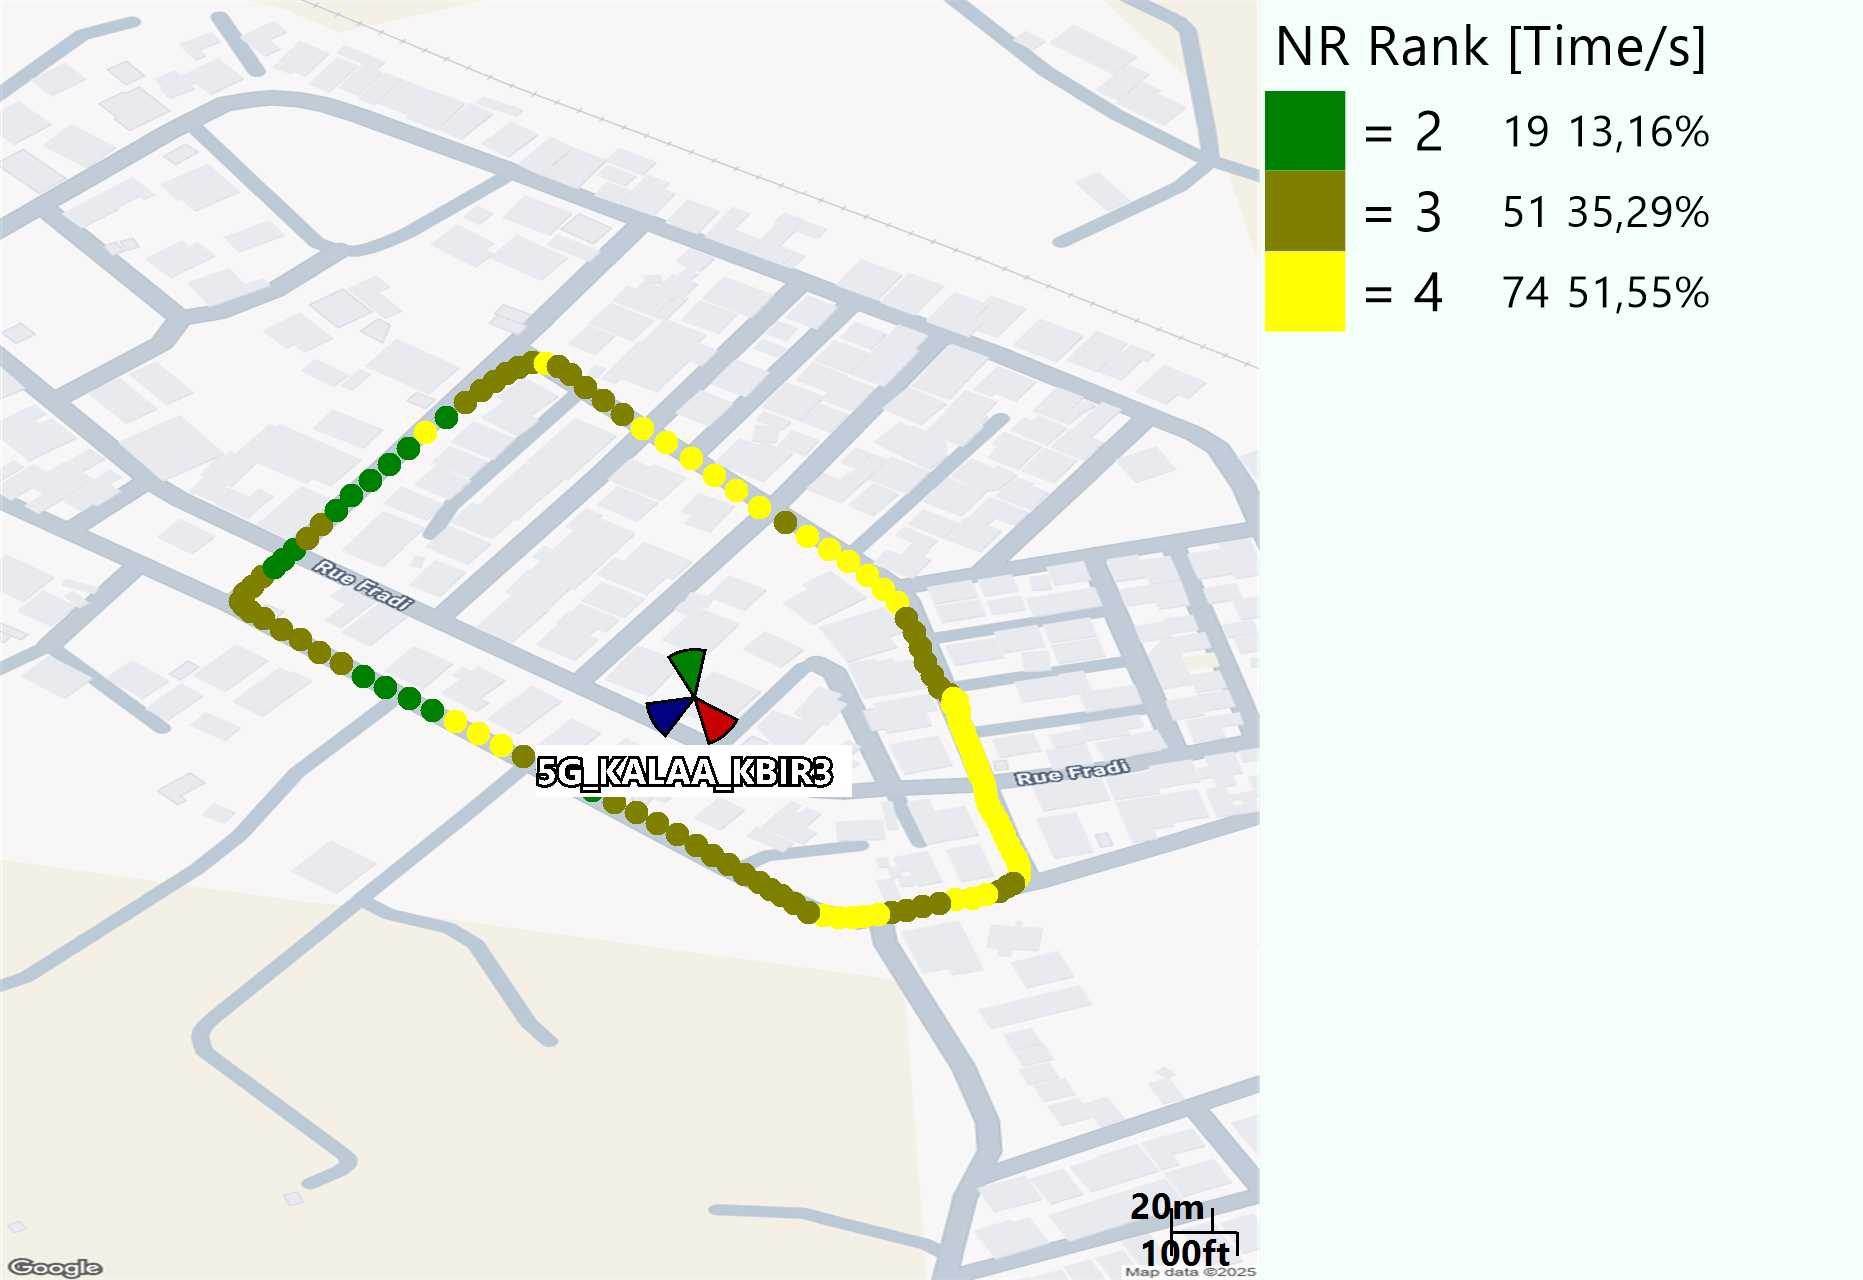 NR Rank [Time/s]
= 2 19 13,16%
= 3 51 35,29%
= 4 74 51,55%
Rue Fradi
5G_KALAA_KBIR3
Rue Fradi
20m
100ft
Google
Map data ©2025